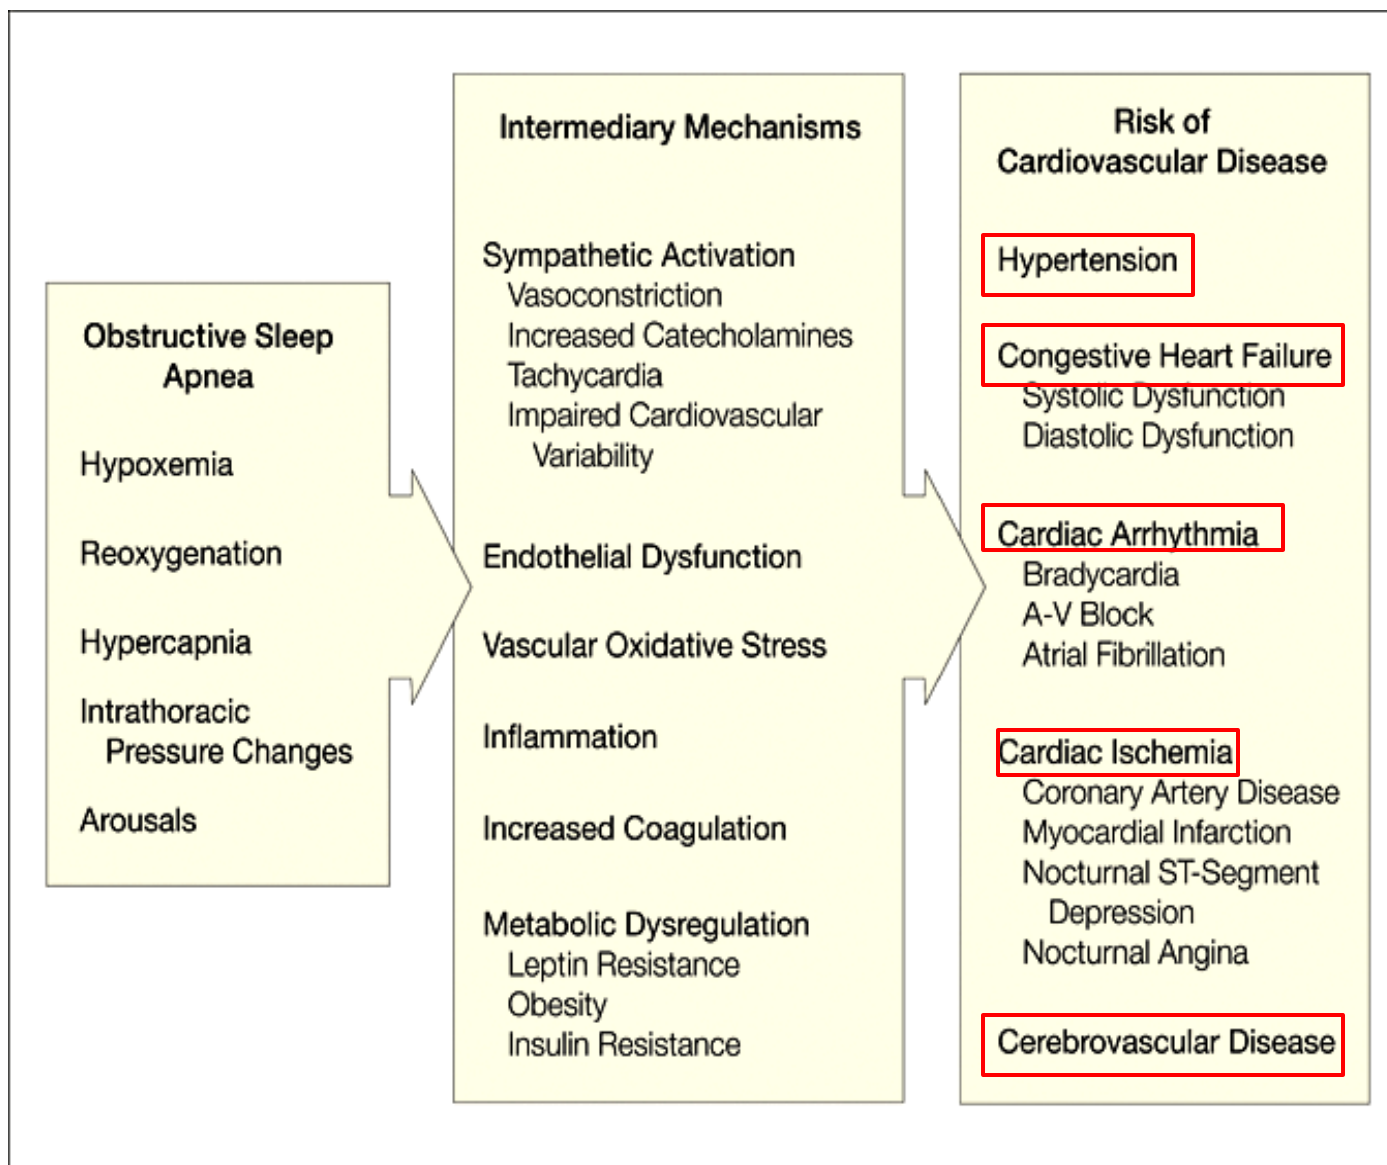 Obstructive Sleep
Apnea
Hypoxemia
Reoxygenation
Hypercapnia
Intrathoracic
Pressure Changes
Arousals
Intermediary Mechanisms
Sympathetic Activation
Vasoconstriction
Increased Catecholamines
Tachycardia
Impaired Cardiovascular
Variability
Endothelial Dysfunction
Vascular Oxidative Stress
Inflammation
Increased Coagulation
Metabolic Dysregulation
Leptin Resistance
Obesity
Insulin Resistance
Risk of
Cardiovascular Disease
Hypertension
Congestive Heart Failure
Systolic Dysfunction
Diastolic Dysfunction
Cardiac Arrhythmia
Bradycardia
A-V Block
Atrial Fibrillation
Cardiac Ischemia
Coronary Artery Disease
Myocardial Infarction
Nocturnal ST-Segment
Depression
Nocturnal Angina
Cerebrovascular Disease